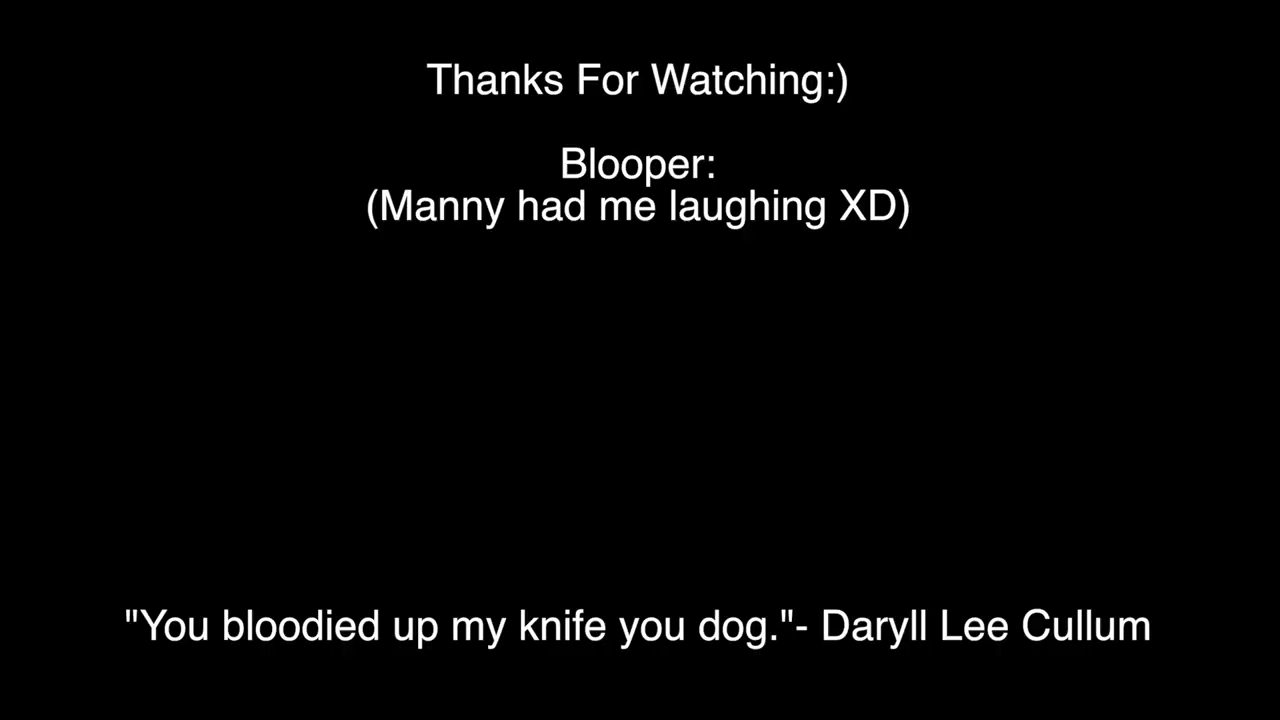 Thanks For Watching:)
Blooper:
(Manny had me laughing XD)
"You bloodied up my knife you dog."- Daryll Lee Cullum